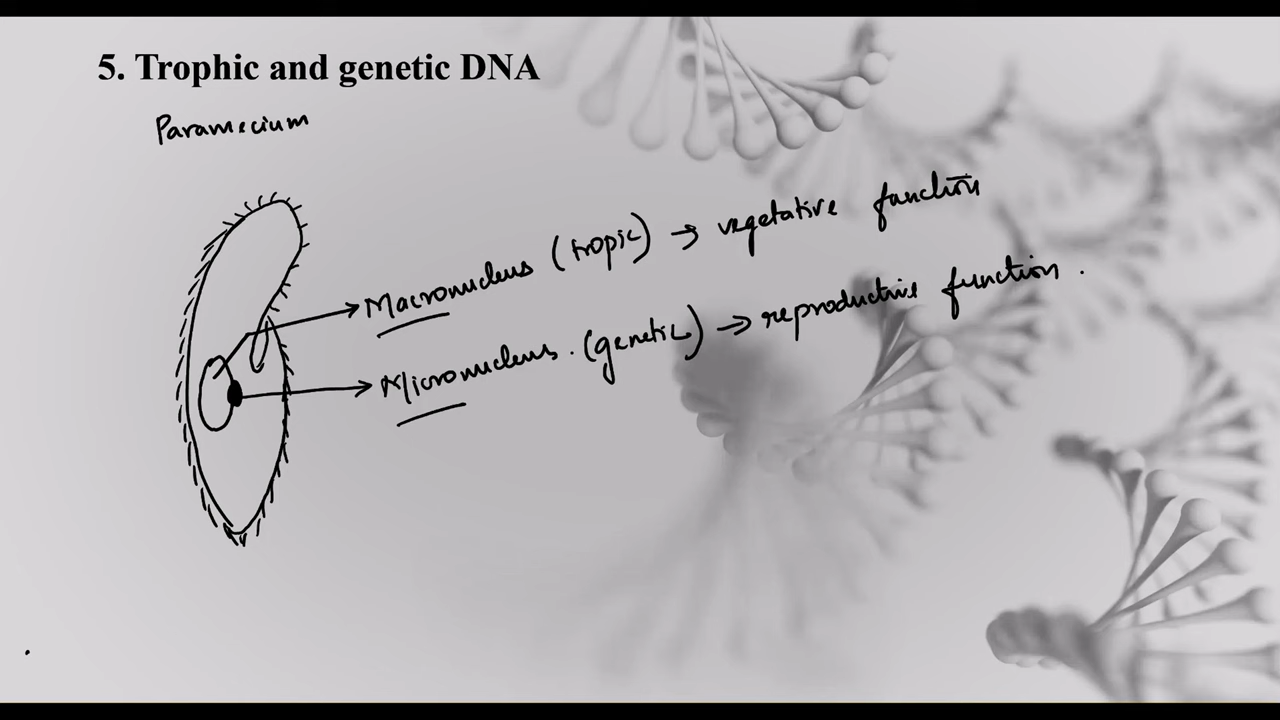 5. Trophic and genetic DNA
Paramecium
Macronucleus (tropic) → vegetative function
Micronucleus. (genetic) → reproductive function.